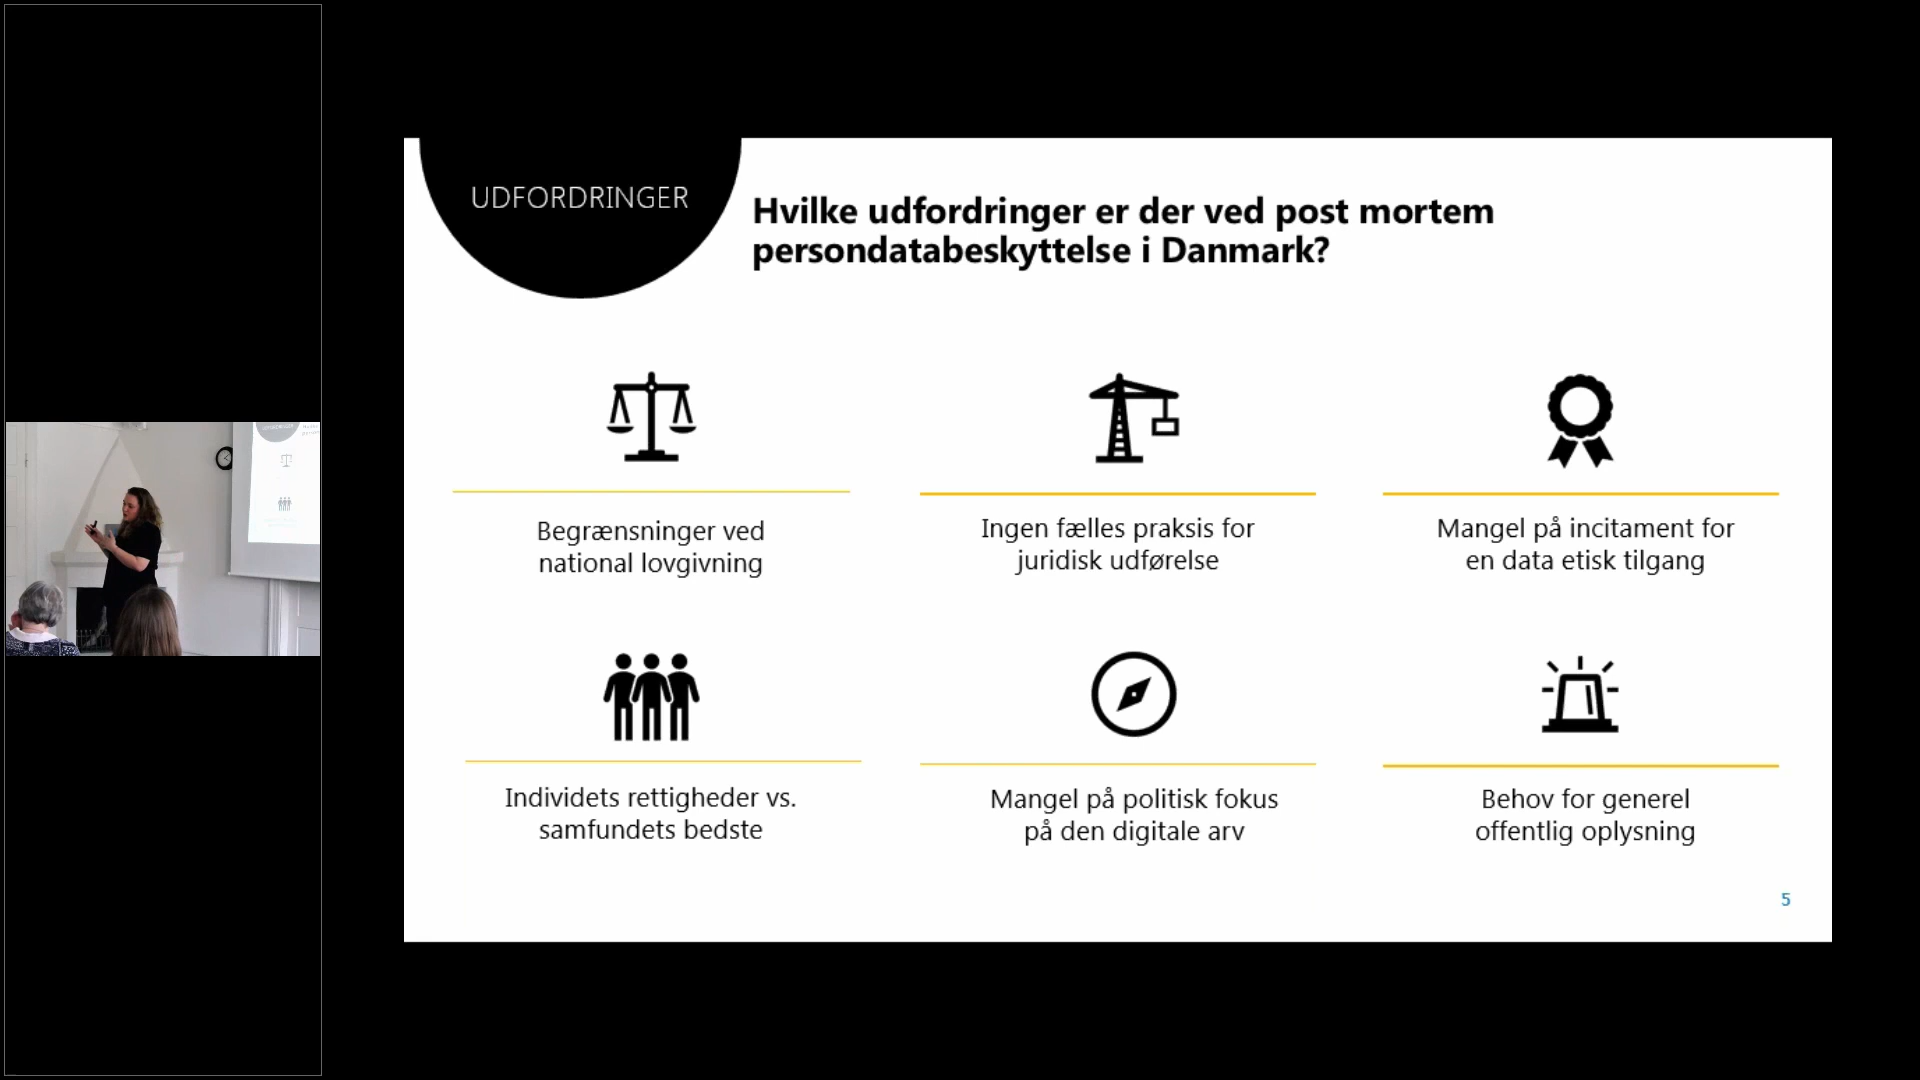 UDFORDRINGER
Hvilke udfordringer er der ved post mortem
persondatabeskyttelse i Danmark?
Begrænsninger ved
national lovgivning
Ingen fælles praksis for
juridisk udførelse
Mangel på incitament for
en data etisk tilgang
Individets rettigheder vs.
samfundets bedste
Mangel på politisk fokus
på den digitale arv
Behov for generel
offentlig oplysning
5